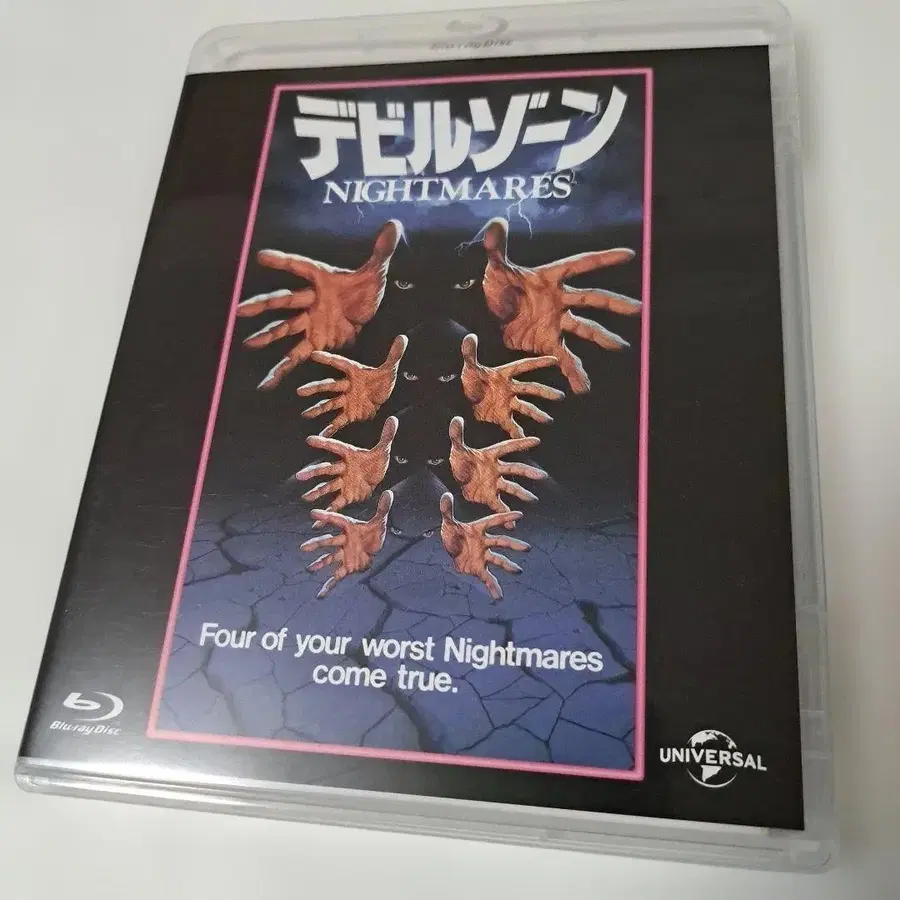 Blu-ray Disc
デビルゾーン
NIGHTMARES
Four of your worst Nightmares
come true.
Blu-ray Disc
UNIVERSAL